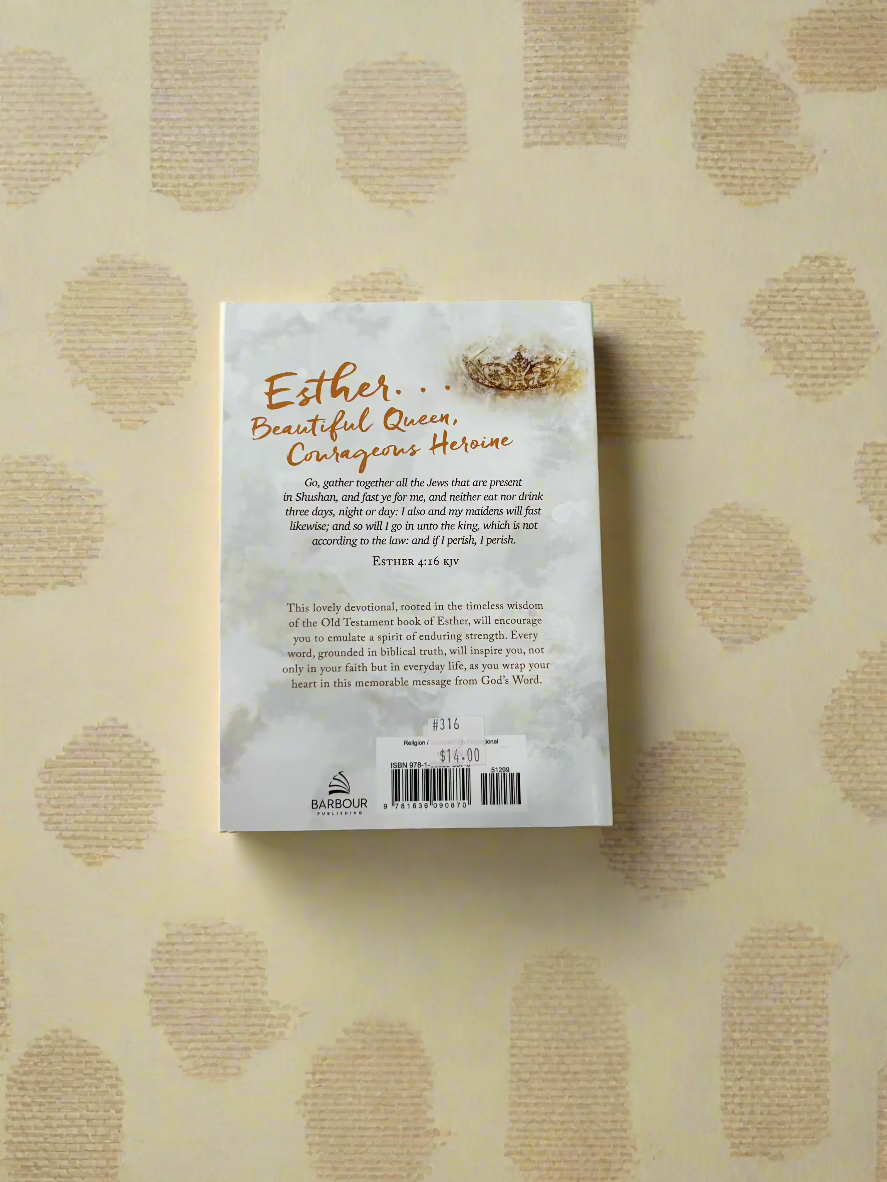 Esther. . .
Beautiful Queen,
Courageous Heroine
Go, gather together all the Jews that are present
in Shushan, and fast ye for me, and neither eat nor drink
three days, night or day: I also and my maidens will fast
likewise; and so will I go in unto the king, which is not
according to the law: and if I perish, I perish.
ESTHER 4:16 KJV
This lovely devotional, rooted in the timeless wisdom
of the Old Testament book of Esther, will encourage
you to emulate a spirit of enduring strength. Every
word, grounded in biblical truth, will inspire you, not
only in your faith but in everyday life, as you wrap your
heart in this memorable message from God's Word.
#316
Religion /
$14.00
ISBN 978-1-
51299
9 781636 090870
BARBOUR
PUBLISHING